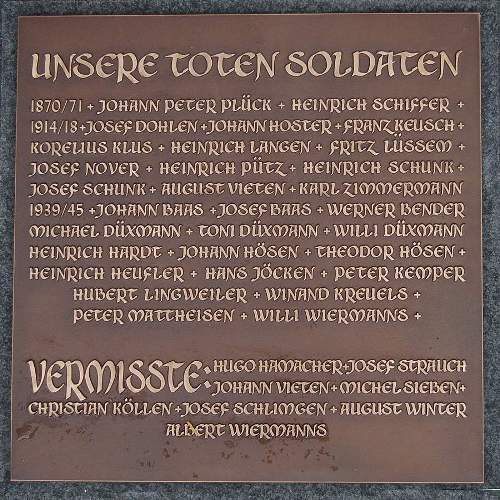 UNSERE TOTEN SOLDATEN
1870/71 + JOHANN PETER PLÜCK + HEINRICH SCHIFFER +
1914/18 + JOSEF DOHLEN + JOHANN HOSTER + FRANZ KEUSCH +
KORELIUS KLUS + HEINRICH LANGEN + FRITZ LÜSSEM +
JOSEF NOVER + HEINRICH PÜTZ + HEINRICH SCHUNK +
JOSEF SCHUNK + AUGUST VIETEN + KARL ZIMMERMANN
1939/45 + JOHANN BAAS + JOSEF BAAS + WERNER BENDER
MICHAEL DÜXMANN + TONI DÜXMANN + WILLI DÜXMANN
HEINRICH HARDT + JOHANN HÖSEN + THEODOR HÖSEN +
HEINRICH HEUFLER + HANS JÖCKEN + PETER KEMPER
HUBERT LINGWEILER + WINAND KREUELS +
PETER MATTHEISEN + WILLI WIERMANNS +
VERMISSTE: HUGO HAMACHER + JOSEF STRAUCH
JOHANN VIETEN + MICHEL SIEBEN +
CHRISTIAN KÖLLEN + JOSEF SCHLIMGEN + AUGUST WINTER
ALBERT WIERMANNS